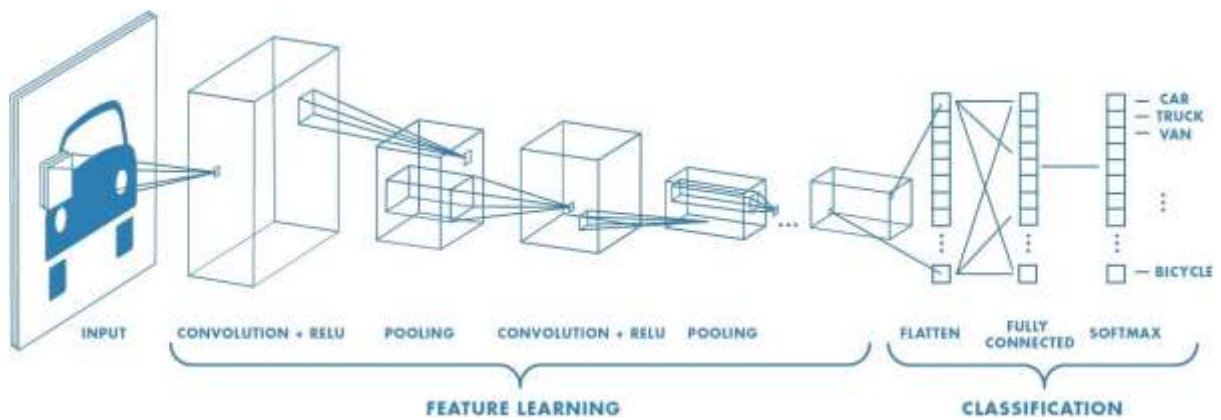 CAR
TRUCK
VAN
...
BICYCLE
INPUT
CONVOLUTION + RELU
POOLING
CONVOLUTION + RELU
POOLING
FLATTEN
FULLY
CONNECTED
SOFTMAX
FEATURE LEARNING
CLASSIFICATION